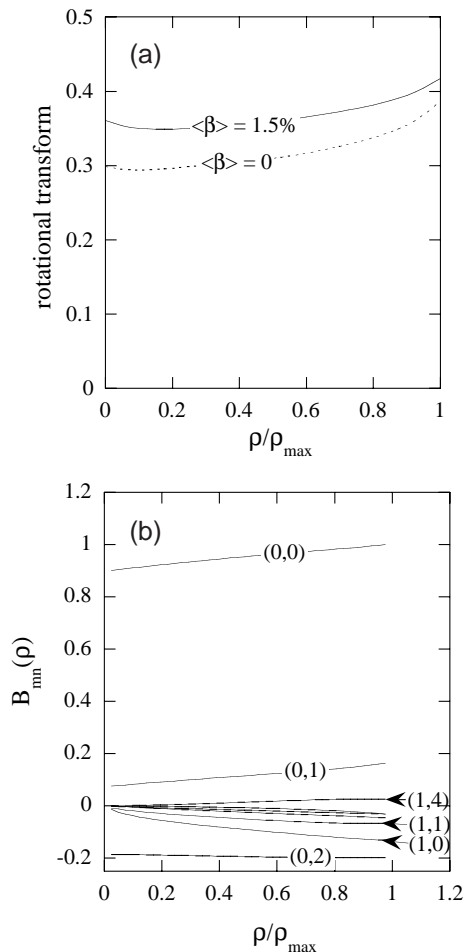 (a)
0.5
0.4
0.3
0.2
0.1
0
rotational transform
<β> = 1.5%
<β> = 0
0 0.2 0.4 0.6 0.8 1
ρ/ρmax
(b)
1.2
1
0.8
0.6
0.4
0.2
0
-0.2
Bmn(ρ)
(0,0)
(0,1)
(1,4)
(1,1)
(1,0)
(0,2)
0 0.2 0.4 0.6 0.8 1 1.2
ρ/ρmax